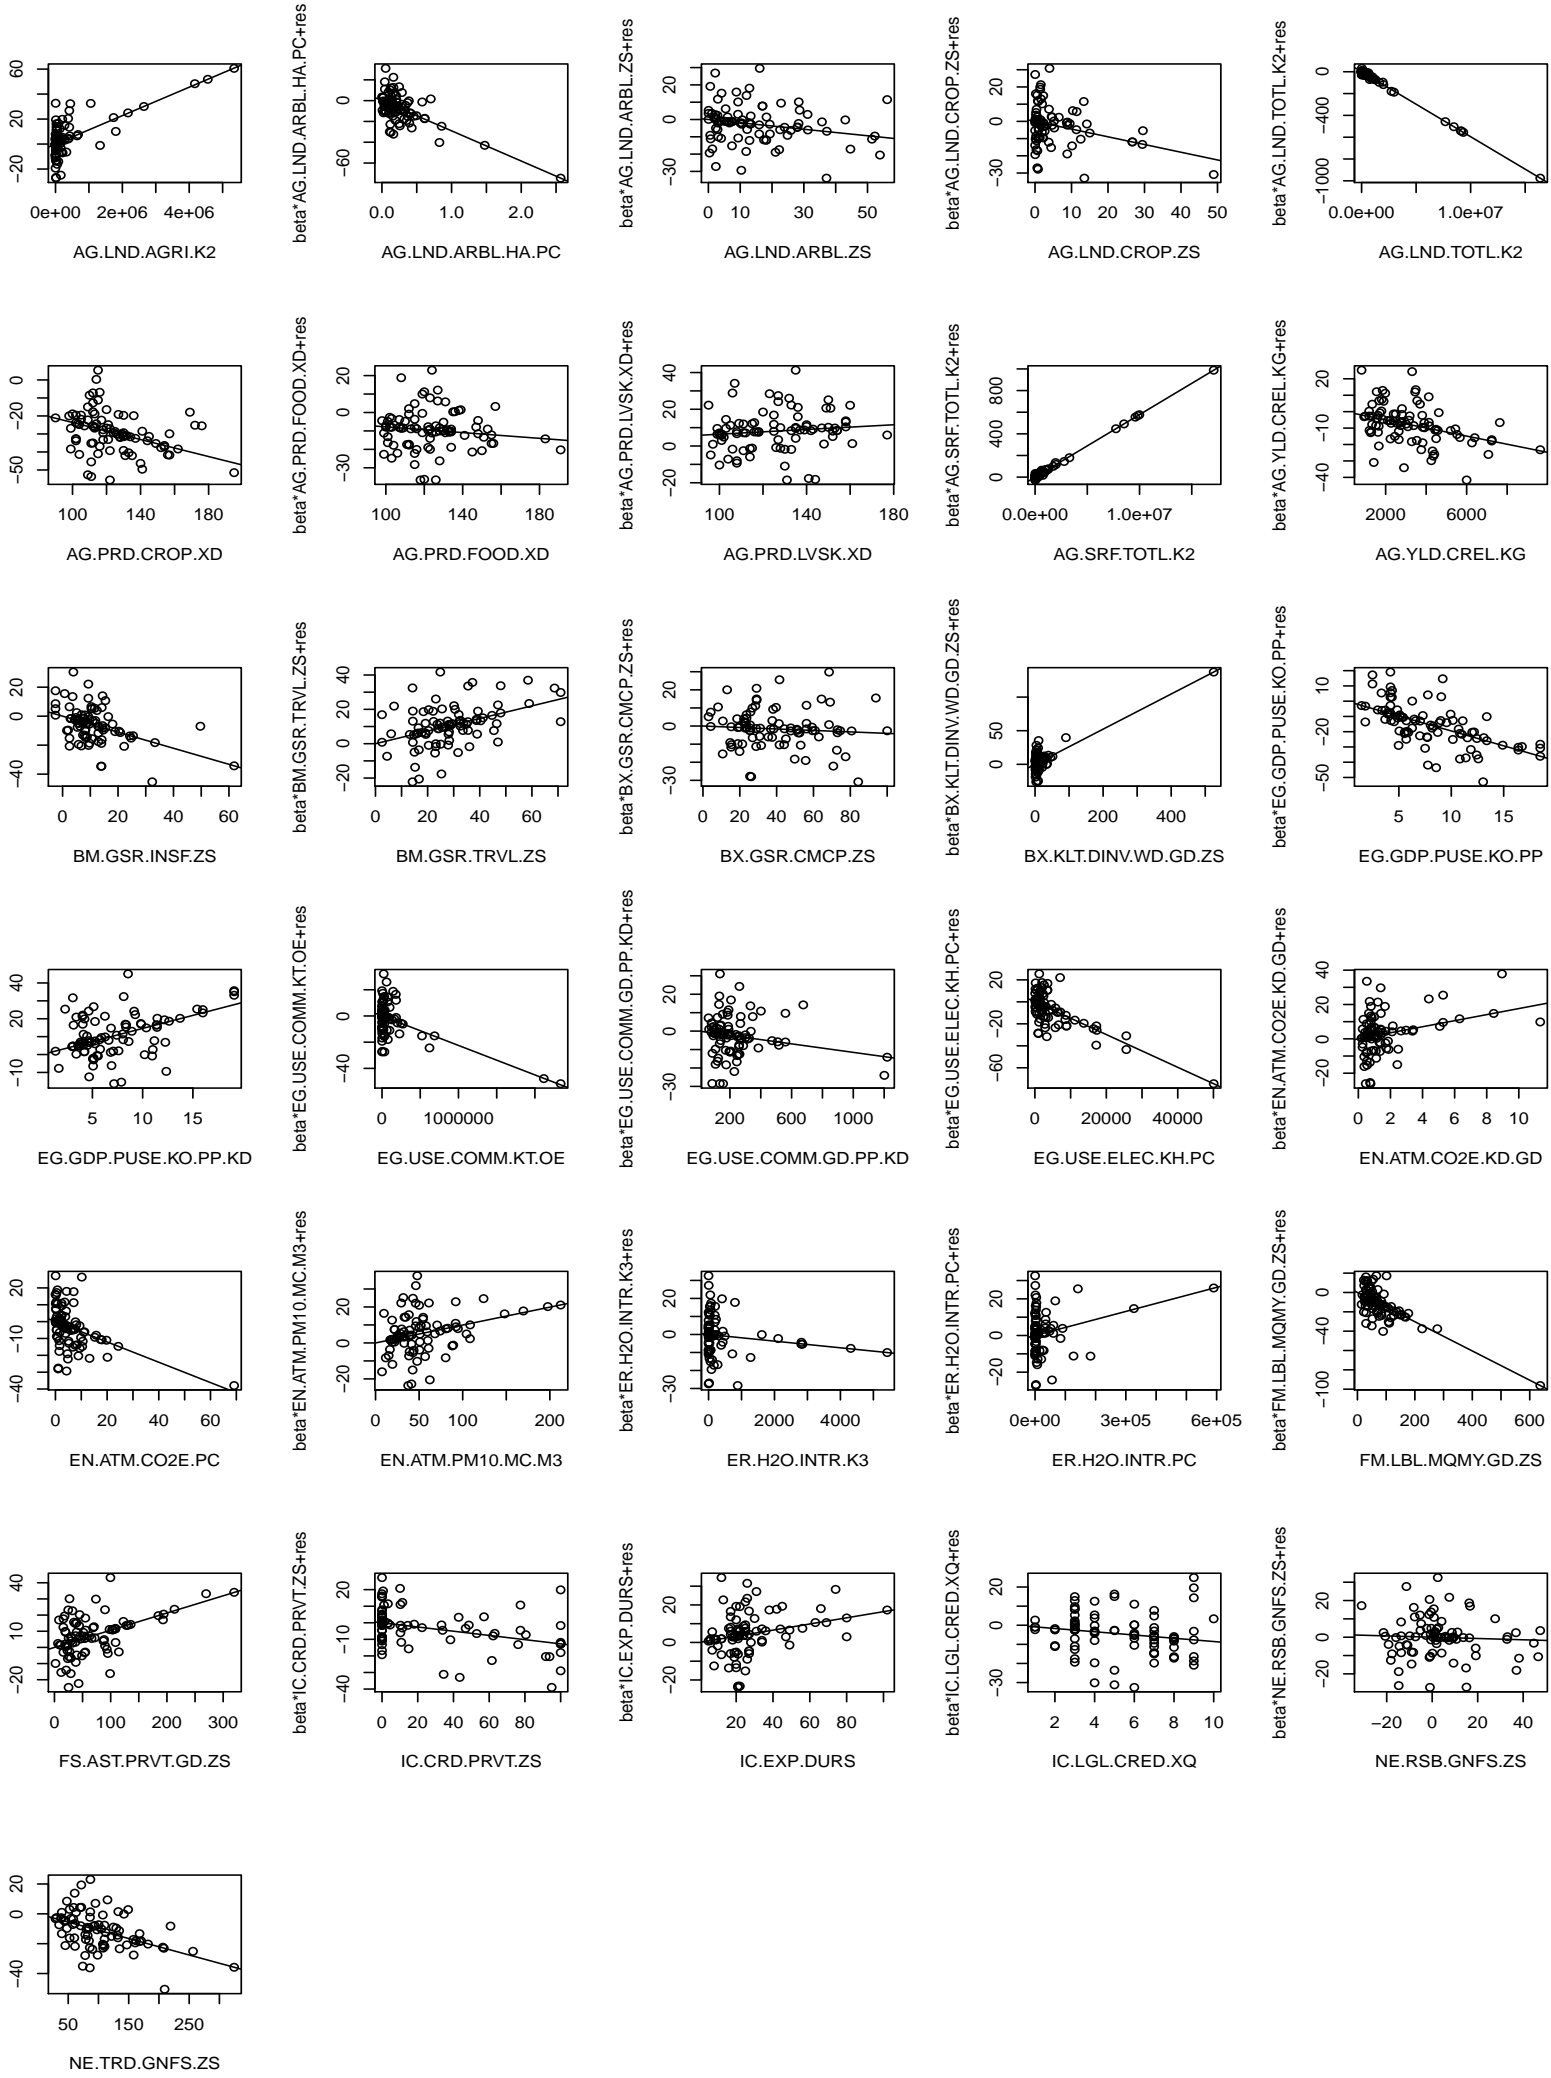 60
20
−20
0e+00 2e+06 4e+06
AG.LND.AGRI.K2
beta*AG.LND.ARBL.HA.PC+res
0
−60
0.0 1.0 2.0
AG.LND.ARBL.HA.PC
beta*AG.LND.ARBL.ZS+res
20
0
−30
0 10 30 50
AG.LND.ARBL.ZS
beta*AG.LND.CROP.ZS+res
20
0
−30
0 10 20 30 40 50
AG.LND.CROP.ZS
beta*AG.LND.TOTL.K2+res
0
−400
−1000
0.0e+00 1.0e+07
AG.LND.TOTL.K2
0
−20
−50
100 140 180
AG.PRD.CROP.XD
beta*AG.PRD.FOOD.XD+res
20
0
−30
100 140 180
AG.PRD.FOOD.XD
beta*AG.PRD.LVSK.XD+res
40
20
0
−20
100 140 180
AG.PRD.LVSK.XD
beta*AG.SRF.TOTL.K2+res
800
400
0
0.0e+00 1.0e+07
AG.SRF.TOTL.K2
beta*AG.YLD.CREL.KG+res
20
−10
−40
2000 6000
AG.YLD.CREL.KG
20
0
−40
0 20 40 60
BM.GSR.INSF.ZS
beta*BM.GSR.TRVL.ZS+res
40
20
0
−20
0 20 40 60
BM.GSR.TRVL.ZS
beta*BX.GSR.CMCP.ZS+res
20
0
−30
0 20 40 60 80
BX.GSR.CMCP.ZS
beta*BX.KLT.DINV.WD.GD.ZS+res
50
0
0 200 400
BX.KLT.DINV.WD.GD.ZS
beta*EG.GDP.PUSE.KO.PP+res
10
−20
−50
5 10 15
EG.GDP.PUSE.KO.PP
40
20
−10
5 10 15
EG.GDP.PUSE.KO.PP.KD
beta*EG.USE.COMM.KT.OE+res
0
−40
0 1000000
EG.USE.COMM.KT.OE
beta*EG.USE.COMM.GD.PP.KD+res
20
0
−30
200 600 1000
EG.USE.COMM.GD.PP.KD
beta*EG.USE.ELEC.KH.PC+res
20
−20
−60
0 20000 50000
EG.USE.ELEC.KH.PC
beta*EN.ATM.CO2E.KD.GD+res
40
20
0
−20
0 2 4 6 8 10
EN.ATM.CO2E.KD.GD
20
−10
−40
0 20 40 60
EN.ATM.CO2E.PC
beta*EN.ATM.PM10.MC.M3+res
20
0
−20
0 50 100 200
EN.ATM.PM10.MC.M3
beta*ER.H2O.INTR.K3+res
20
0
−30
0 2000 4000
ER.H2O.INTR.K3
beta*ER.H2O.INTR.PC+res
20
0
−20
0e+00 3e+05 6e+05
ER.H2O.INTR.PC
beta*FM.LBL.MQMY.GD.ZS+res
0
−40
−100
0 200 400 600
FM.LBL.MQMY.GD.ZS
40
10
−20
0 100 200 300
FS.AST.PRVT.GD.ZS
beta*IC.CRD.PRVT.ZS+res
20
−10
−40
0 20 40 60 80
IC.CRD.PRVT.ZS
beta*IC.EXP.DURS+res
20
0
−20
20 40 60 80
IC.EXP.DURS
beta*IC.LGL.CRED.XQ+res
20
0
−30
2 4 6 8 10
IC.LGL.CRED.XQ
beta*NE.RSB.GNFS.ZS+res
20
0
−20
−20 0 20 40
NE.RSB.GNFS.ZS
20
0
−40
50 150 250
NE.TRD.GNFS.ZS